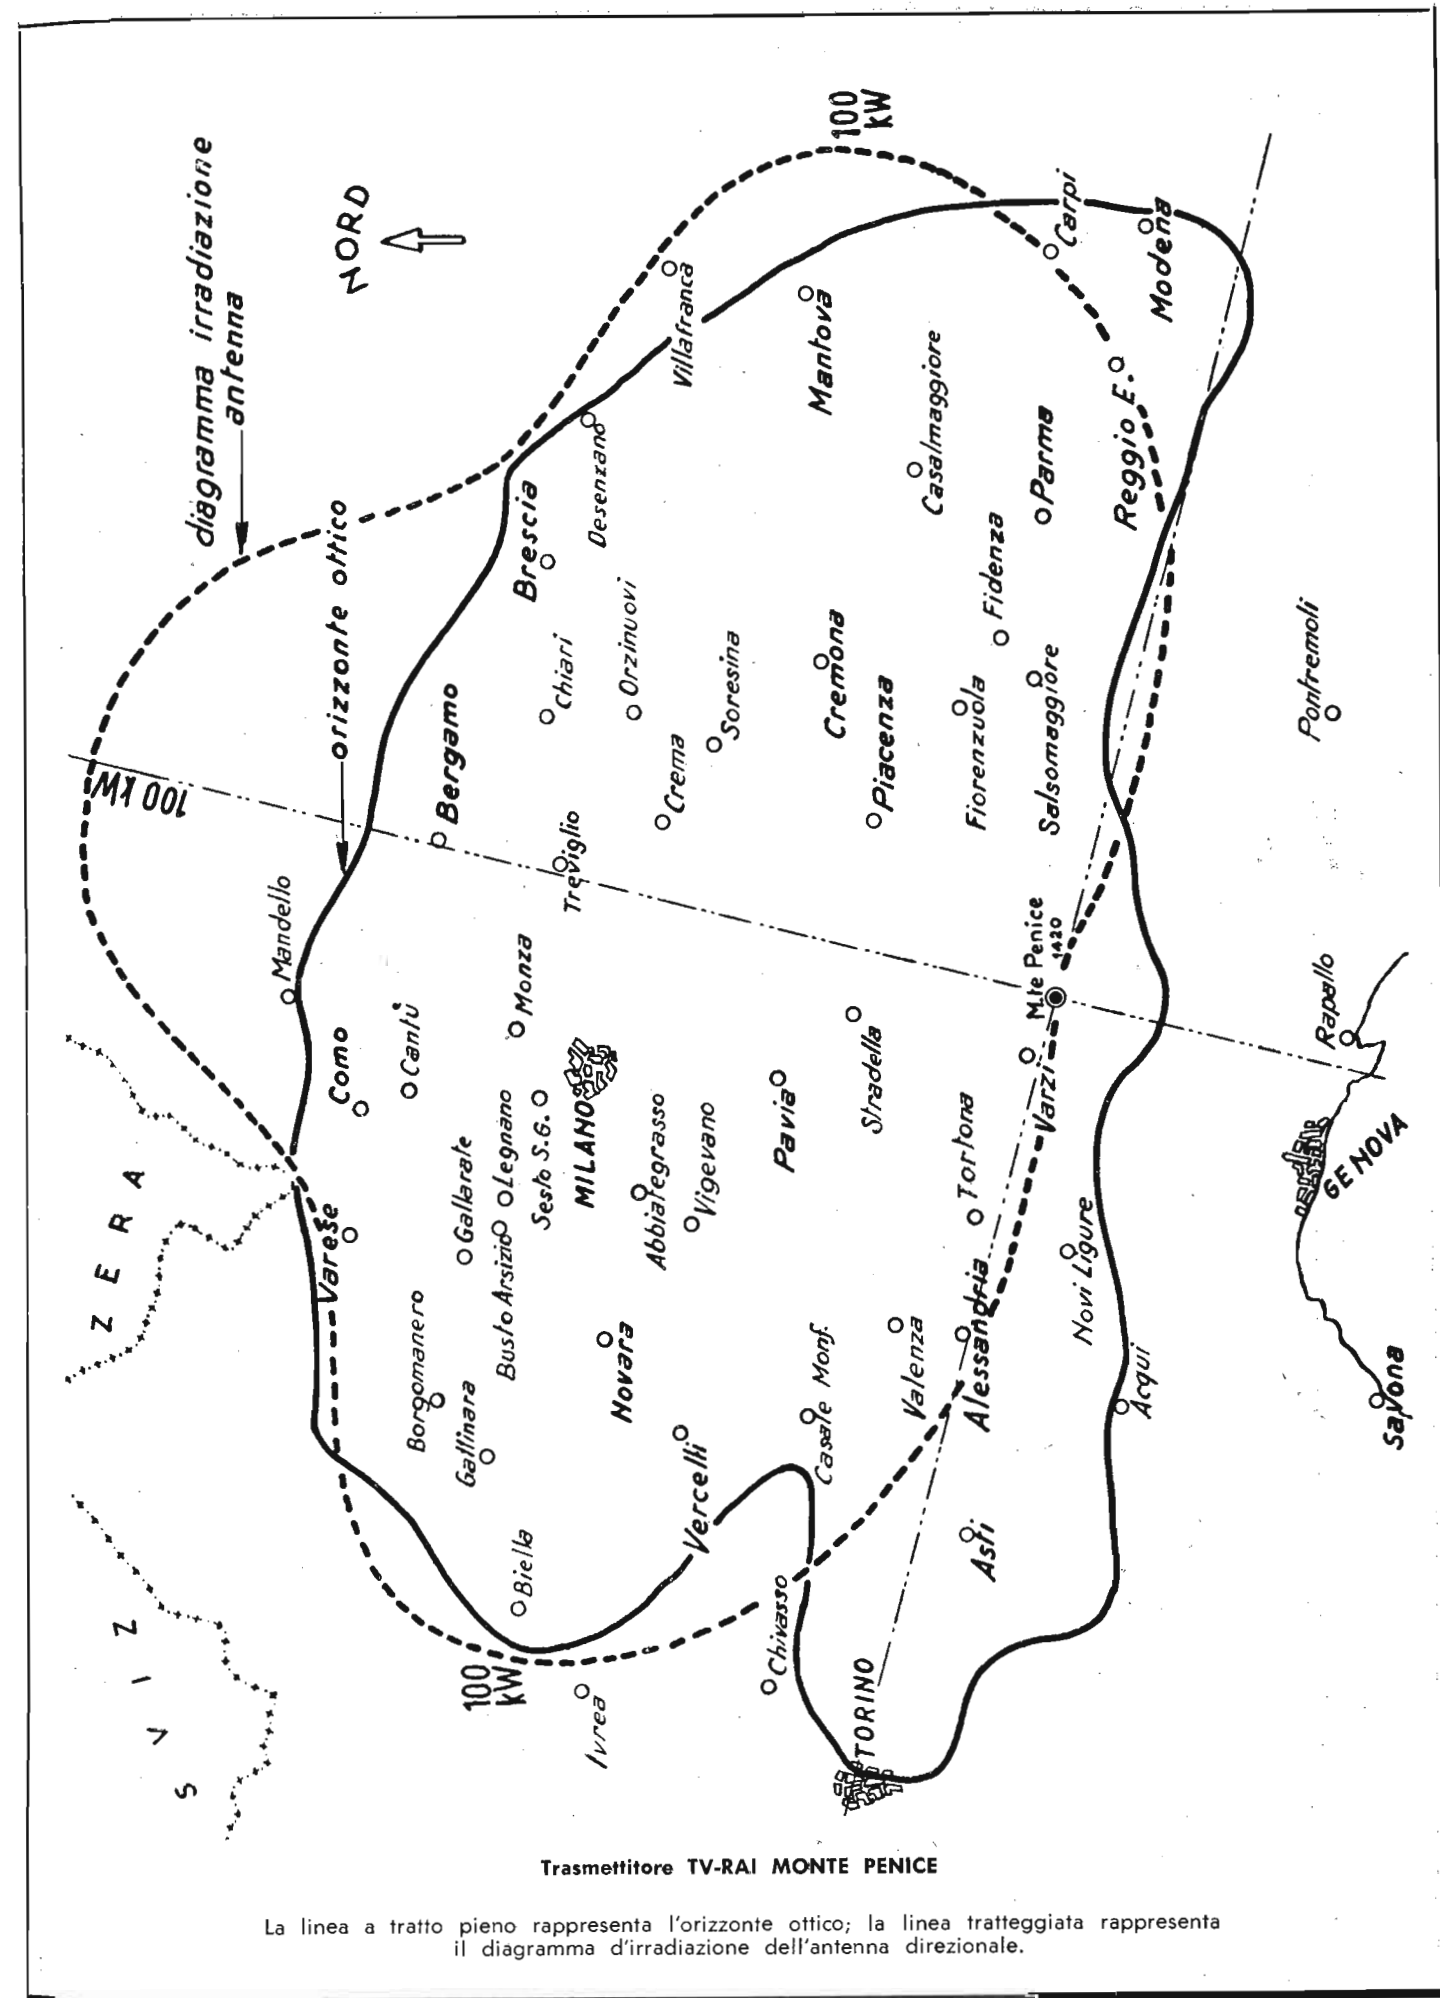 diagramma irradiazione
antenna
NORD
orizzonte ottico
100 KW
100
KW
100
KW
S V I Z
Z E R A
Mandello
Como
Cantù
Varese
Bergamo
Brescia
Desenzano
Villafranca
Chiari
Orzinuovi
Treviglio
Monza
Gallarate
Legnano
Busto Arsizio
Sesto S.G.
MILANO
Borgomanero
Gattinara
Biella
Ivrea
Novara
Abbiategrasso
Vigevano
Crema
Soresina
Mantova
Cremona
Piacenza
Pavia
Stradella
Vercelli
Casale Monf.
Chivasso
TORINO
Valenza
Alessandria
Tortona
Asti
Casalmaggiore
Fidenza
Fiorenzuola
Parma
Salsomaggiore
Carpi
Modena
Reggio E.
M.te Penice
1420
Varzi
Novi Ligure
Acqui
Pontremoli
Rapallo
GENOVA
Savona
Trasmettitore TV-RAI MONTE PENICE
La linea a tratto pieno rappresenta l'orizzonte ottico; la linea tratteggiata rappresenta
il diagramma d'irradiazione dell'antenna direzionale.